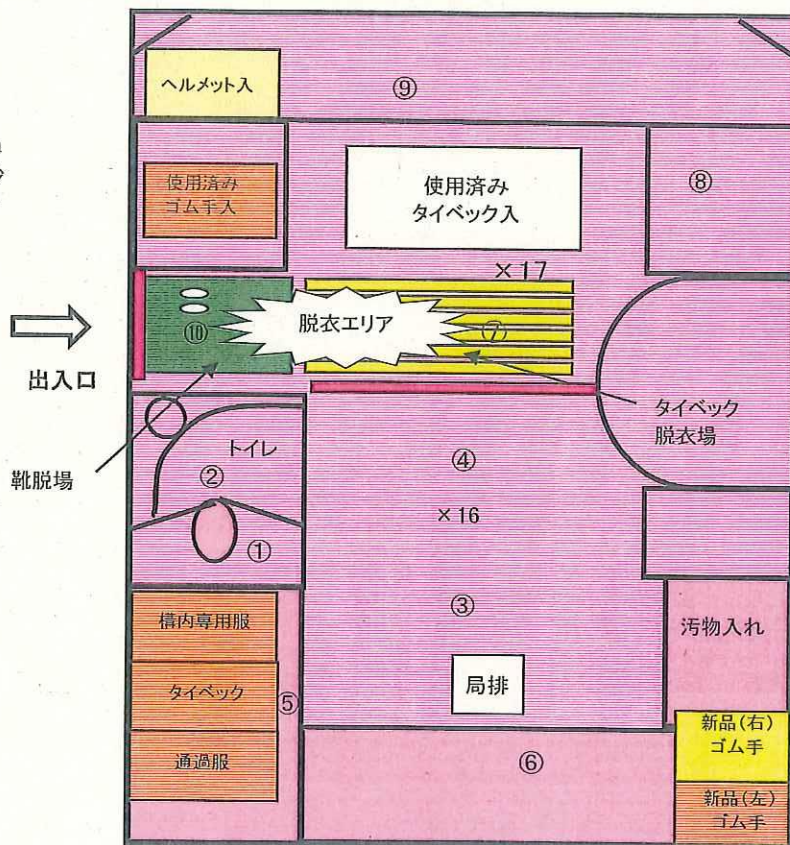 ヘルメット入
⑨
使用済み
ゴム手入
使用済み
タイベック入
⑧
×17
⑩
脱衣エリア
⑦
出入口
タイベック
脱衣場
靴脱場
トイレ
②
④
×16
①
③
構内専用服
汚物入れ
タイベック
⑤
局排
新品(右)
ゴム手
通過服
⑥
新品(左)
ゴム手